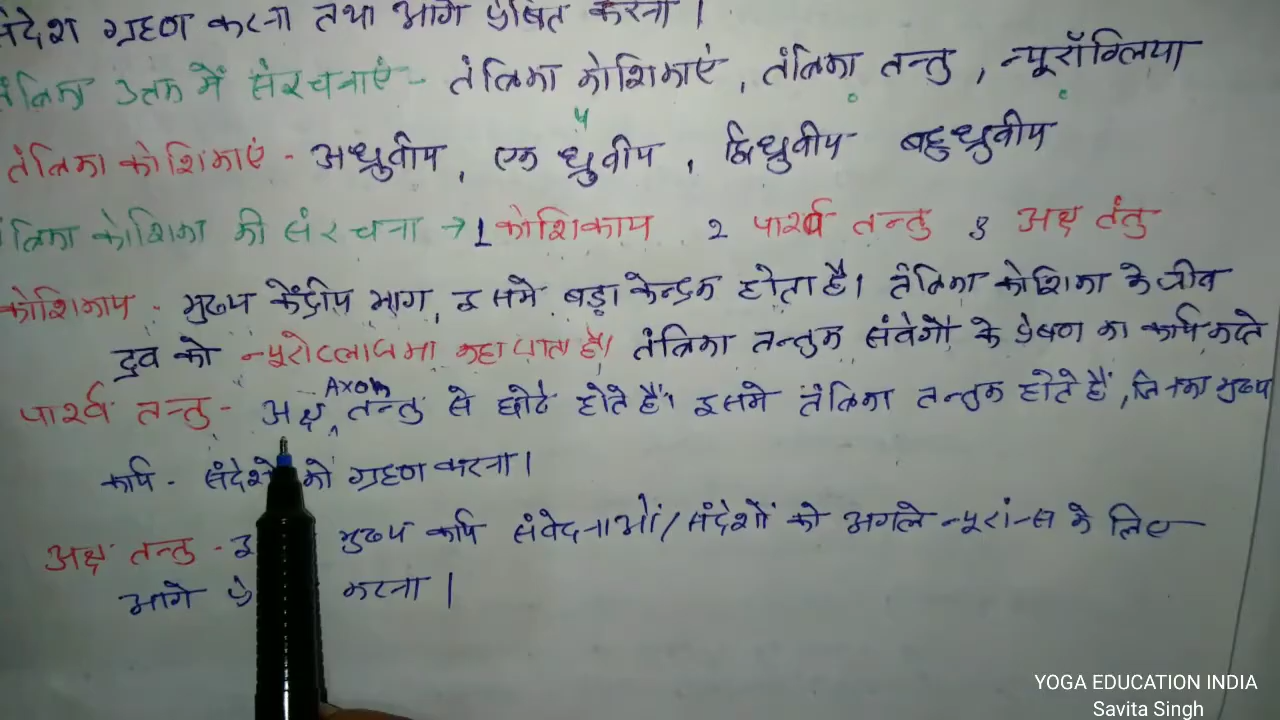 संदेश ग्रहण करना तथा आगे प्रेषित करना।
तंत्रिका ऊतक में संरचनाएं - तंत्रिका कोशिकाएं, तंत्रिका तन्तु, न्यूरॉग्लिया
तंत्रिका कोशिकाएं - अध्रुवीय, एक ध्रुवीय, द्विध्रुवीय बहुध्रुवीय
तंत्रिका कोशिका की संरचना → 1 कोशिकाय 2 पार्श्व तन्तु 3 अक्ष तंतु
कोशिकाय - मुख्य केंद्रीय भाग, इसमे बड़ा केन्द्रक होता है। तंत्रिका कोशिका के जीव
द्रव को न्यूरोप्लाज्मा कहा जाता है। तंत्रिका तन्तुक संवेगों के प्रेषण का कार्य करते
Axon
पार्श्व तन्तु - अक्ष तन्तु से छोटे होते हैं। इसमे तंत्रिका तन्तुक होते हैं, जिनका मुख्य
कार्य - संदेशों को ग्रहण करना।
अक्ष तन्तु - मुख्य कार्य संवेदनाओं/संदेशों को अगले न्यूरॉन्स के लिए
आगे करना।
YOGA EDUCATION INDIA
Savita Singh